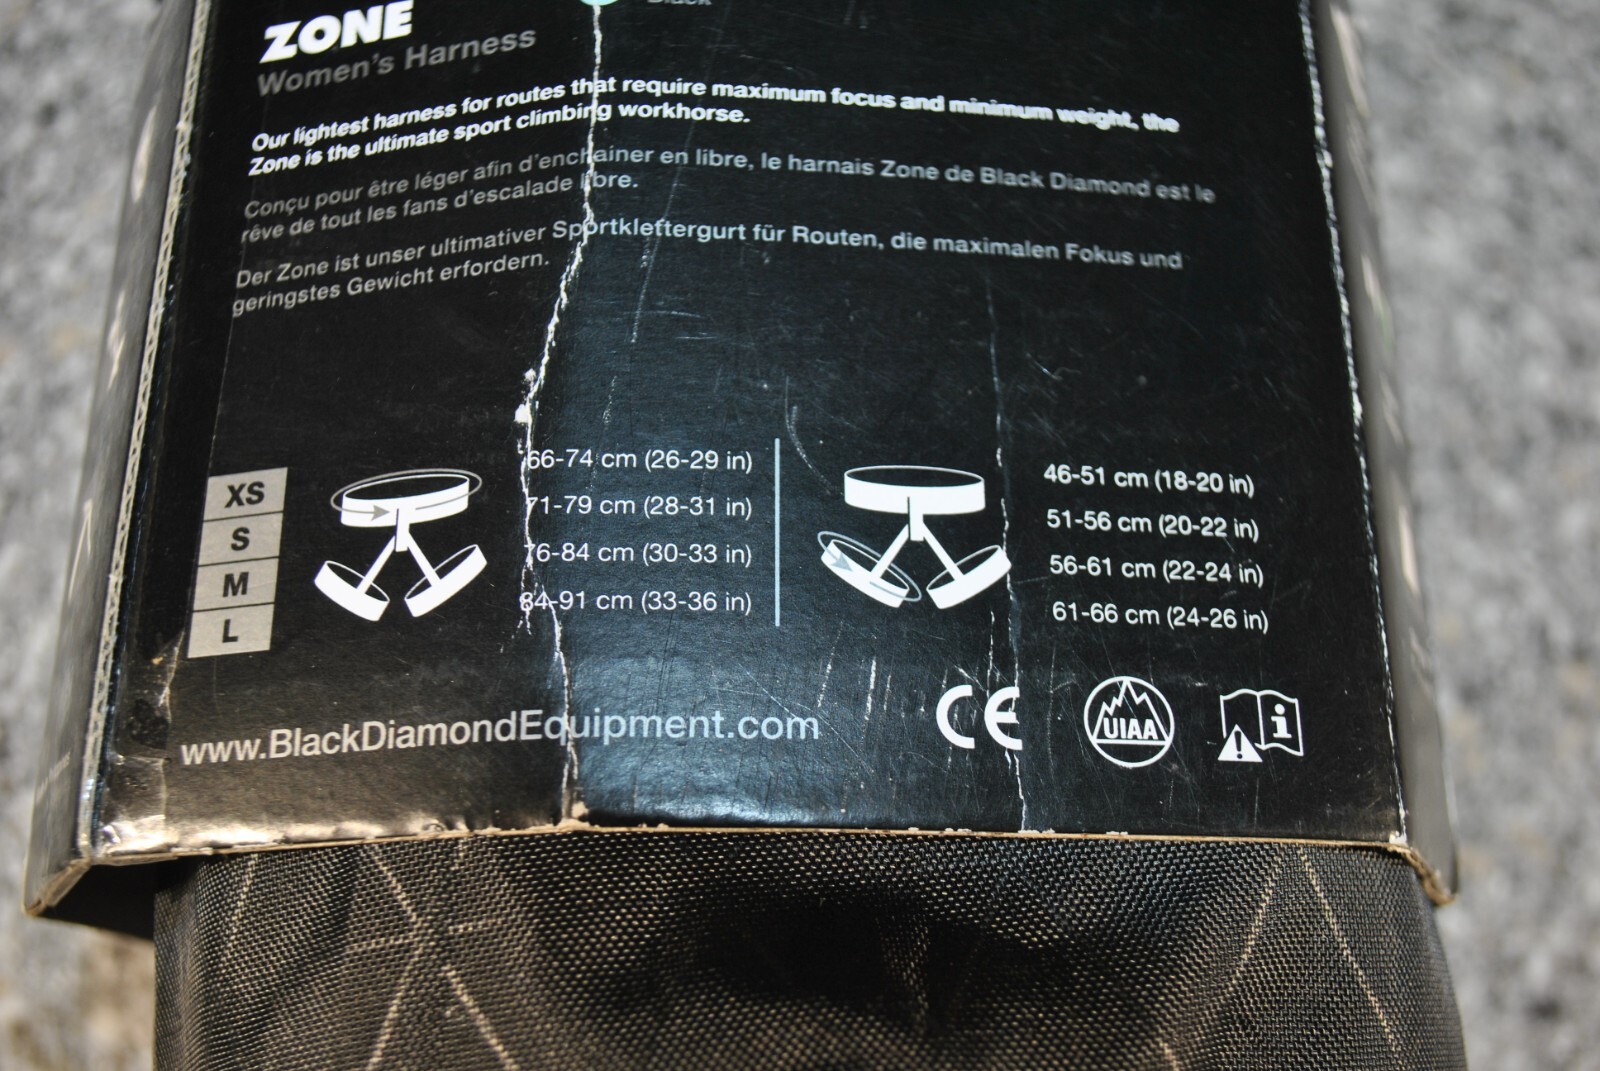 Black
ZONE
Women's Harness
Our lightest harness for routes that require maximum focus and minimum weight, the
Zone is the ultimate sport climbing workhorse.
Conçu pour être léger afin d'enchainer en libre, le harnais Zone de Black Diamond est le
rêve de tout les fans d'escalade libre.
Der Zone ist unser ultimativer Sportklettergurt für Routen, die maximalen Fokus und
geringstes Gewicht erfordern.
XS 66-74 cm (26-29 in) 46-51 cm (18-20 in)
S 71-79 cm (28-31 in) 51-56 cm (20-22 in)
M 76-84 cm (30-33 in) 56-61 cm (22-24 in)
L 84-91 cm (33-36 in) 61-66 cm (24-26 in)
www.BlackDiamondEquipment.com
CE UIAA i